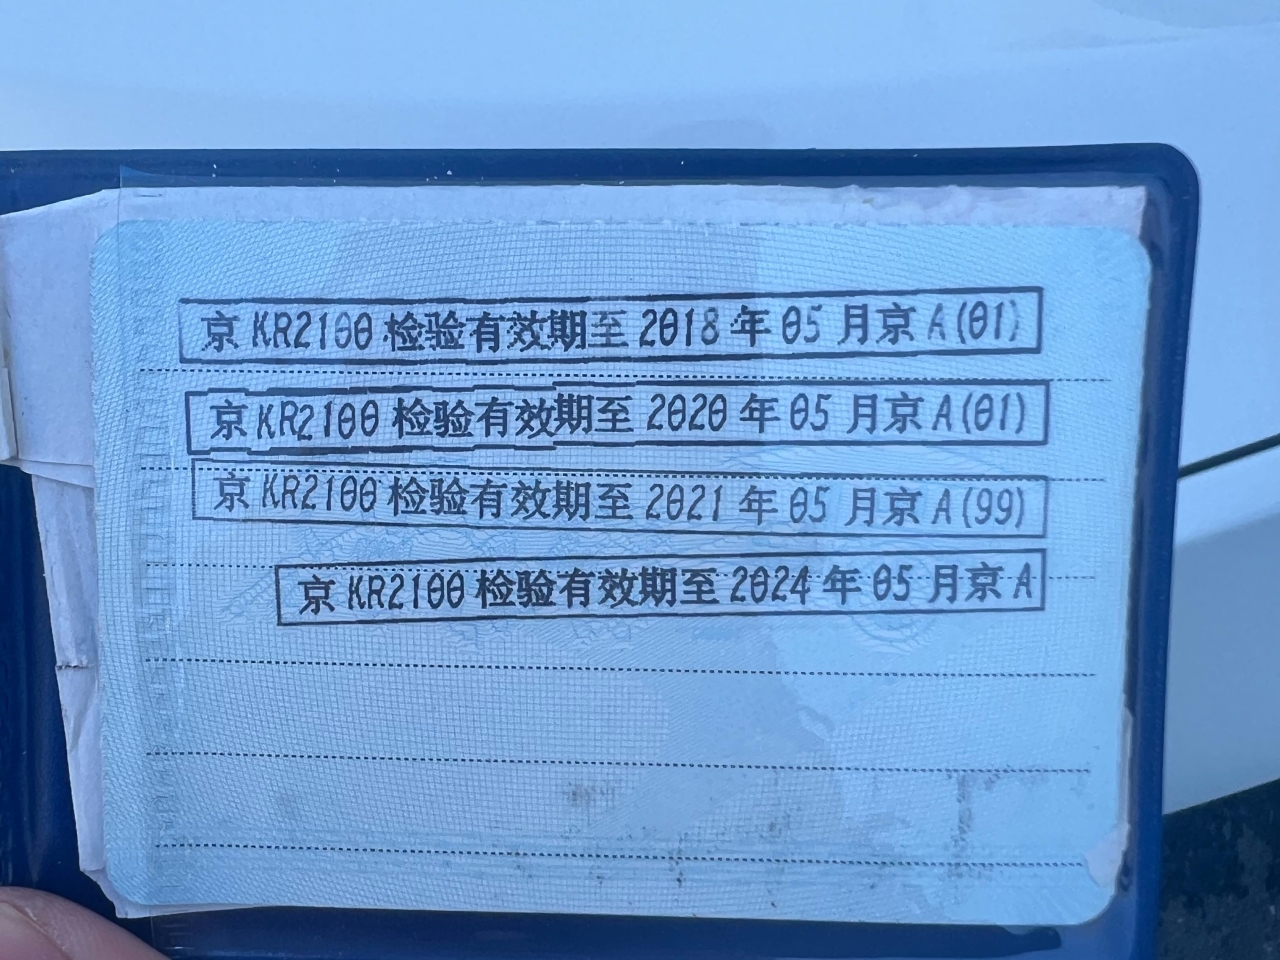 京 KR2100 检验有效期至 2018 年 05 月京 A(01)
京 KR2100 检验有效期至 2020 年 05 月京 A(01)
京 KR2100 检验有效期至 2021 年 05 月京 A(99)
京 KR2100 检验有效期至 2024 年 05 月京 A